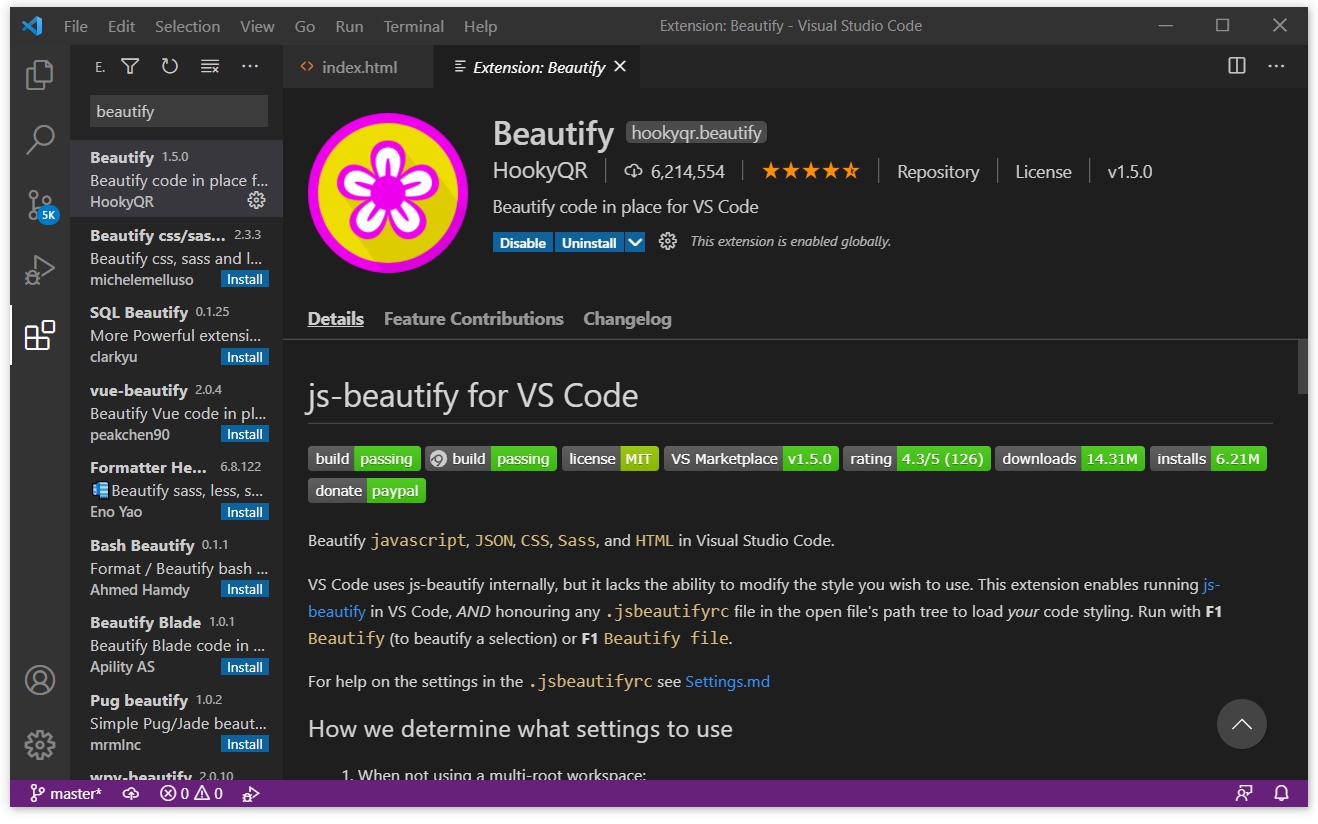 File Edit Selection View Go Run Terminal Help Extension: Beautify - Visual Studio Code
E. ...
index.html Extension: Beautify
beautify
5K
Beautify 1.5.0
Beautify code in place f...
HookyQR
Beautify css/sas... 2.3.3
Beautify css, sass and l...
michelemelluso Install
SQL Beautify 0.1.25
More Powerful extensi...
clarkyu Install
vue-beautify 2.0.4
Beautify Vue code in pl...
peakchen90 Install
Formatter He... 6.8.122
Beautify sass, less, s...
Eno Yao Install
Bash Beautify 0.1.1
Format / Beautify bash ...
Ahmed Hamdy Install
Beautify Blade 1.0.1
Beautify Blade code in ...
Apility AS Install
Pug beautify 1.0.2
Simple Pug/Jade beaut...
mrmlnc Install
wpy-beautify 2.0.10
Beautify hookyqr.beautify
HookyQR 6,214,554 Repository License v1.5.0
Beautify code in place for VS Code
Disable Uninstall This extension is enabled globally.
Details Feature Contributions Changelog
js-beautify for VS Code
build passing build passing license MIT VS Marketplace v1.5.0 rating 4.3/5 (126) downloads 14.31M installs 6.21M
donate paypal
Beautify javascript, JSON, CSS, Sass, and HTML in Visual Studio Code.
VS Code uses js-beautify internally, but it lacks the ability to modify the style you wish to use. This extension enables running js-
beautify in VS Code, AND honouring any .jsbeautifyrc file in the open file's path tree to load your code styling. Run with F1
Beautify (to beautify a selection) or F1 Beautify file.
For help on the settings in the .jsbeautifyrc see Settings.md
How we determine what settings to use
1. When not using a multi-root workspace:
master* 0 0